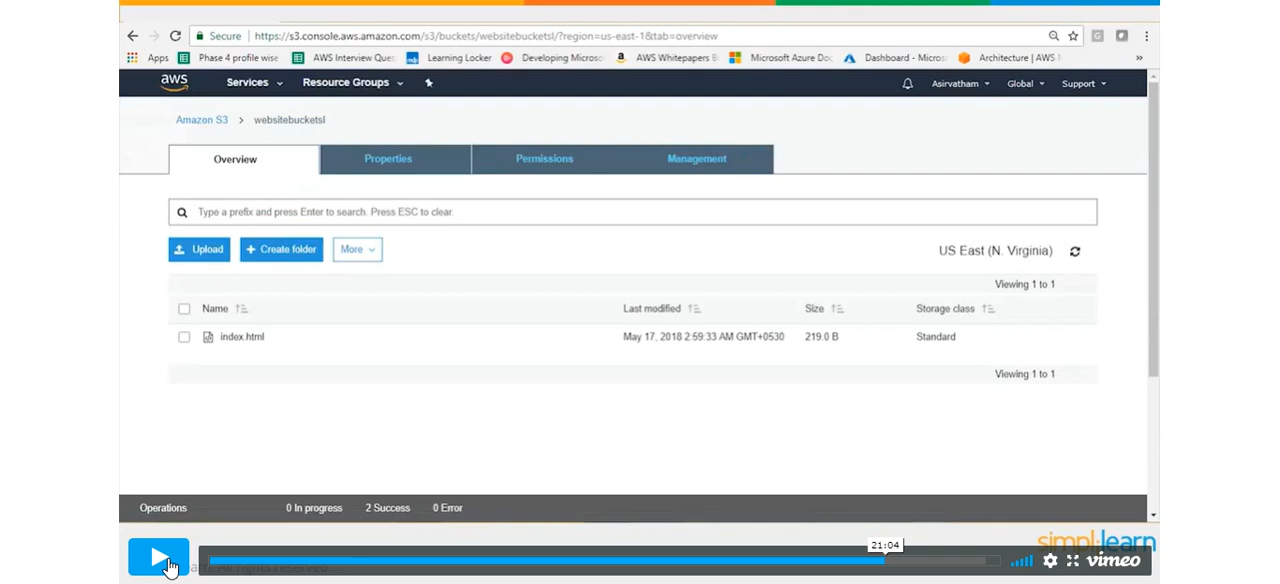 Secure https://s3.console.aws.amazon.com/s3/buckets/websitebucketsl/?region=us-east-1&tab=overview
Apps Phase 4 profile wise AWS Interview Ques Learning Locker Developing Microso AWS Whitepapers Microsoft Azure Doc Dashboard - Micros Architecture | AWS »
aws Services Resource Groups Asirvatham Global Support
Amazon S3 > websitebucketsl
Overview Properties Permissions Management
Type a prefix and press Enter to search. Press ESC to clear.
Upload + Create folder More US East (N. Virginia)
Viewing 1 to 1
Name Last modified Size Storage class
index.html May 17, 2018 2:59:33 AM GMT+0530 219.0 B Standard
Viewing 1 to 1
Operations 0 In progress 2 Success 0 Error
simplilearn
21:04
vimeo